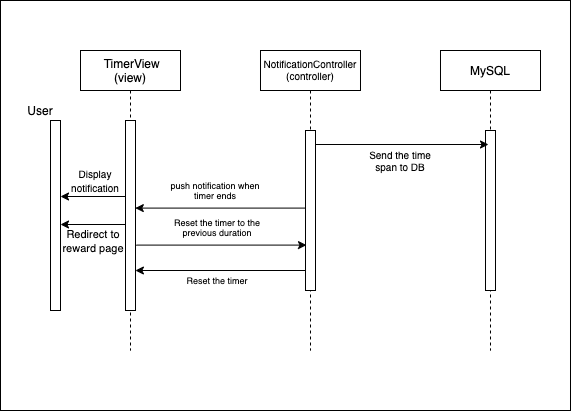 TimerView
(view)
NotificationController
(controller)
MySQL
User
Send the time
span to DB
Display
notification
push notification when
timer ends
Redirect to
reward page
Reset the timer to the
previous duration
Reset the timer